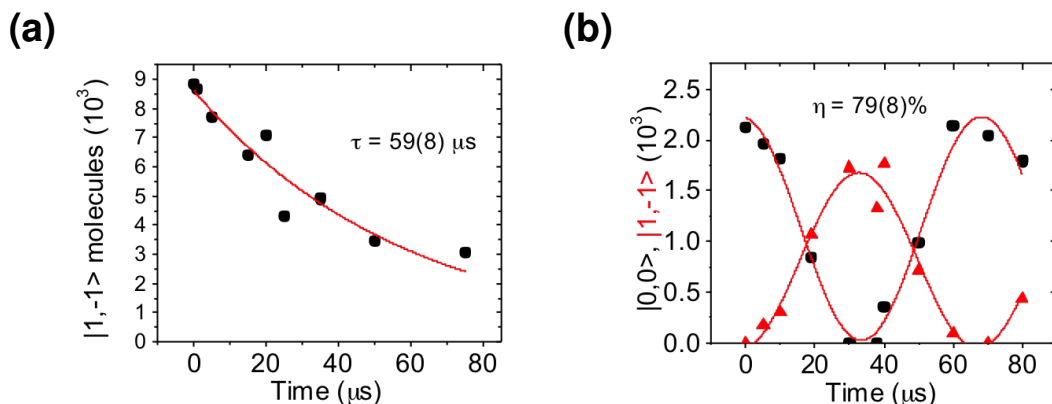 (a)
|1,-1> molecules (10³)
9
8
7
6
5
4
3
2
1
0
τ = 59(8) μs
0 20 40 60 80
Time (μs)
(b)
|0,0>, |1,-1> (10³)
2.5
2.0
1.5
1.0
0.5
0.0
η = 79(8)%
0 20 40 60 80
Time (μs)